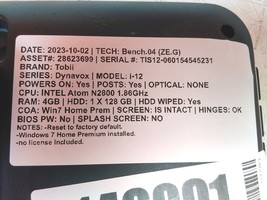 DATE: 2023-10-02 | TECH: Bench.04 (ZE.G)
ASSET#: 28623699 | SERIAL #: TIS12-060154545231
BRAND: Tobii
SERIES: Dynavox | MODEL: i-12
POWERS ON: Yes | POSTS: Yes | OPTICAL: NONE
CPU: INTEL Atom N2800 1.86GHz
RAM: 4GB | HDD: 1 X 128 GB | HDD WIPED: Yes
COA: Win7 Home Prem | SCREEN: IS INTACT | HINGES: OK
BIOS PW: No | SPLASH SCREEN: NO
NOTES: -Reset to factory default.
-Windows 7 Home Premium installed.
-no license Included.